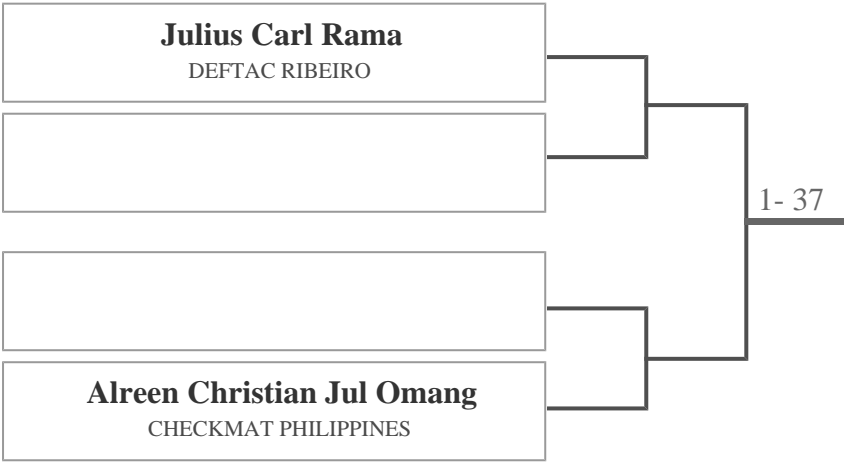 Julius Carl Rama
DEFTAC RIBEIRO
1- 37
Alreen Christian Jul Omang
CHECKMAT PHILIPPINES